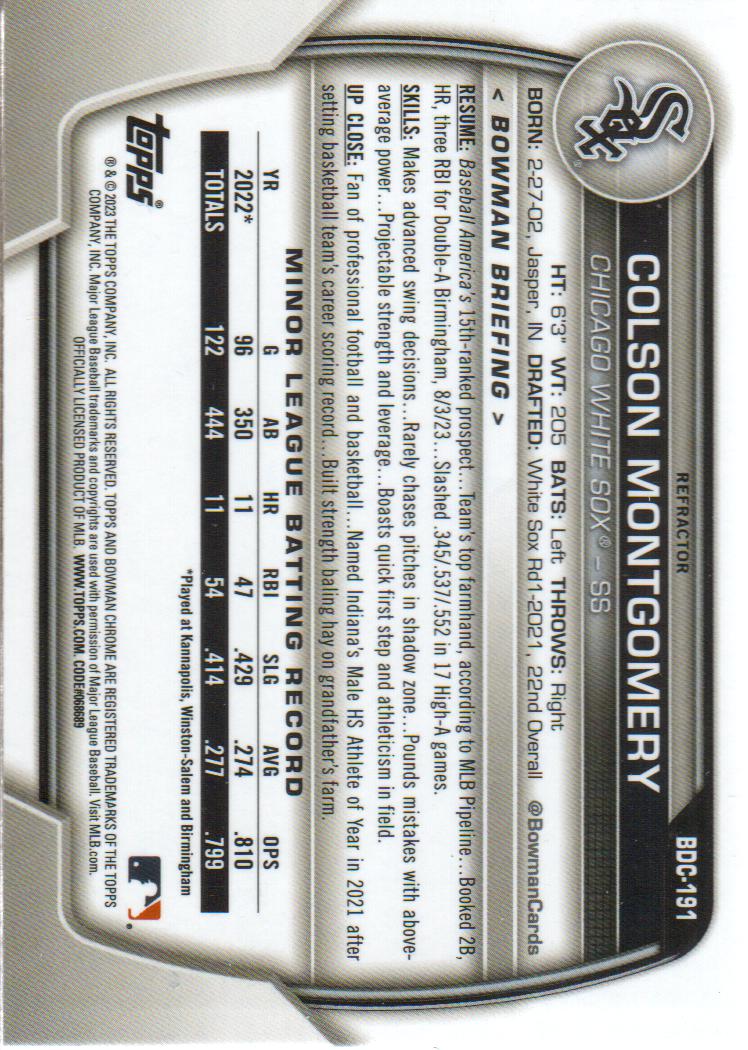 REFRACTOR
BDC-191
COLSON MONTGOMERY
CHICAGO WHITE SOX® – SS
Sox
HT: 6'3" WT: 205 BATS: Left THROWS: Right
BORN: 2-27-02, Jasper, IN DRAFTED: White Sox Rd1-2021, 22nd Overall @BowmanCards
< BOWMAN BRIEFING >
RESUME: Baseball America's 15th-ranked prospect...Team's top farmhand, according to MLB Pipeline...Booked 2B,
HR, three RBI for Double-A Birmingham, 8/3/23...Slashed .345/.537/.552 in 17 High-A games.
SKILLS: Makes advanced swing decisions...Rarely chases pitches in shadow zone...Pounds mistakes with above-
average power...Projectable strength and leverage...Boasts quick first step and athleticism in field.
UP CLOSE: Fan of professional football and basketball...Named Indiana's Male HS Athlete of Year in 2021 after
setting basketball team's career scoring record...Built strength baling hay on grandfather's farm.
MINOR LEAGUE BATTING RECORD
YR G AB HR RBI SLG AVG OPS
2022* 96 350 11 47 .429 .274 .810
TOTALS 122 444 11 54 .414 .277 .799
*Played at Kannapolis, Winston-Salem and Birmingham
topps®
® & © 2023 THE TOPPS COMPANY, INC. ALL RIGHTS RESERVED. TOPPS AND BOWMAN CHROME ARE REGISTERED TRADEMARKS OF THE TOPPS
COMPANY, INC. Major League Baseball trademarks and copyrights are used with permission of Major League Baseball. Visit MLB.com.
OFFICIALLY LICENSED PRODUCT OF MLB. WWW.TOPPS.COM. CODE#068689